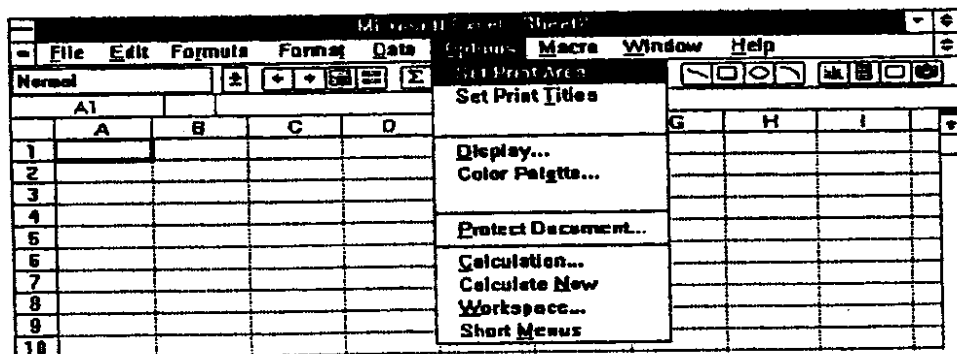 Microsoft Excel - Sheet2
File Edit Formula Format Data Options Macro Window Help
Normal Σ
Set Print Area
Set Print Titles
A1
A B C D G H I
Display...
Color Palette...
Protect Document...
Calculation...
Calculate Now
Workspace...
Short Menus
1
2
3
4
5
6
7
8
9
10